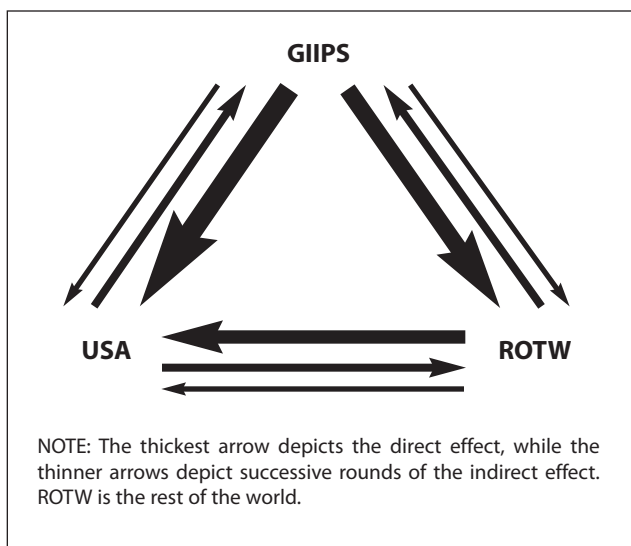 GIIPS
USA
ROTW
NOTE: The thickest arrow depicts the direct effect, while the
thinner arrows depict successive rounds of the indirect effect.
ROTW is the rest of the world.